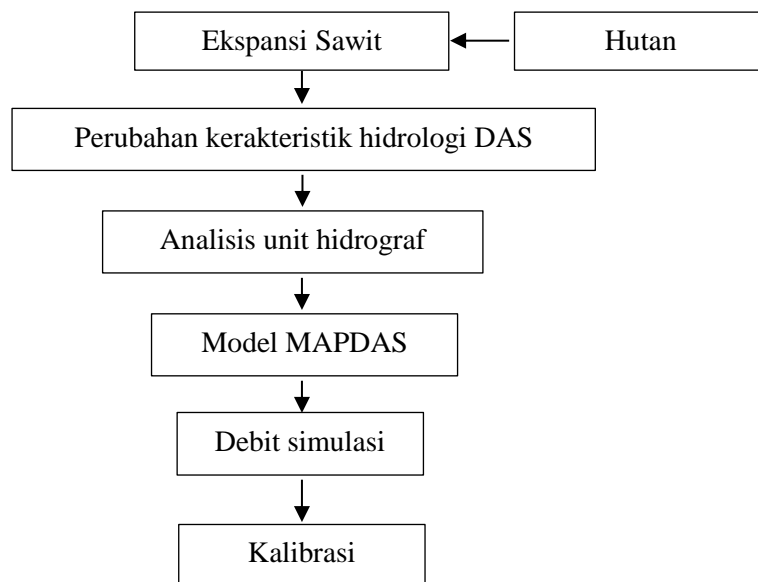 Ekspansi Sawit
Hutan
Perubahan kerakteristik hidrologi DAS
Analisis unit hidrograf
Model MAPDAS
Debit simulasi
Kalibrasi